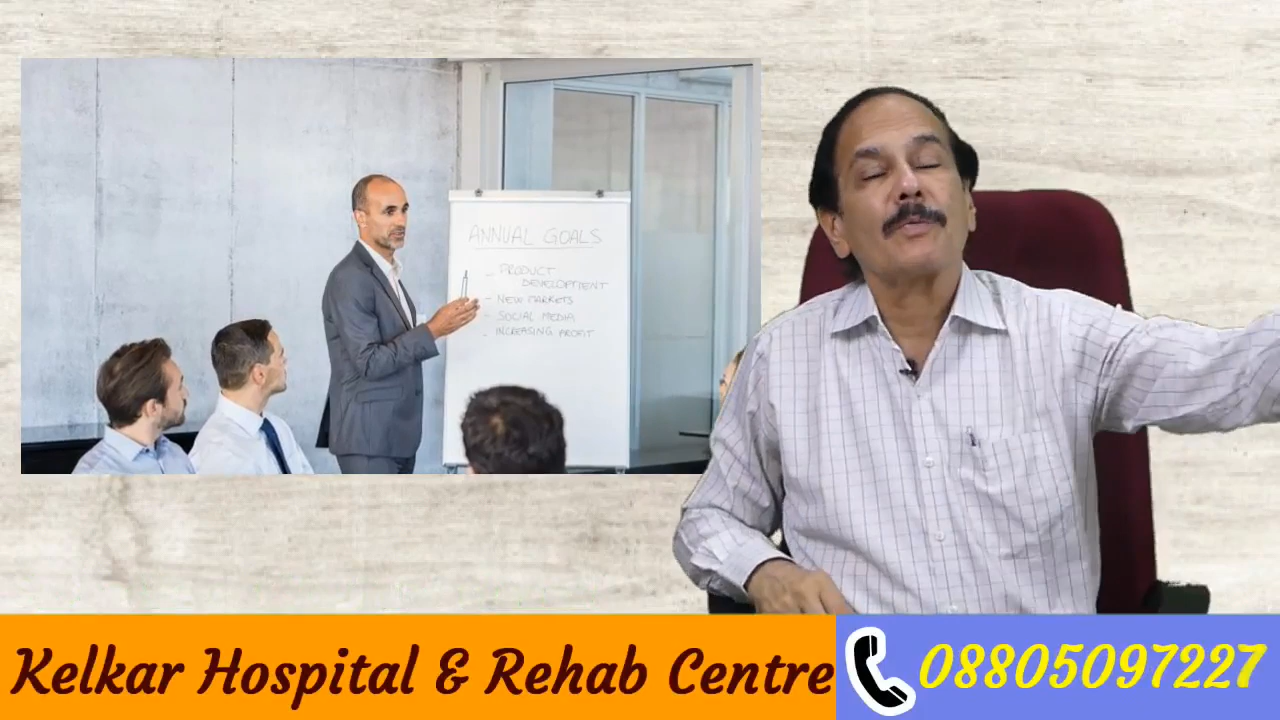 ANNUAL GOALS
- PRODUCT
DEVELOPMENT
- NEW MARKETS
- SOCIAL MEDIA
- INCREASING PROFIT
Kelkar Hospital & Rehab Centre
08805097227